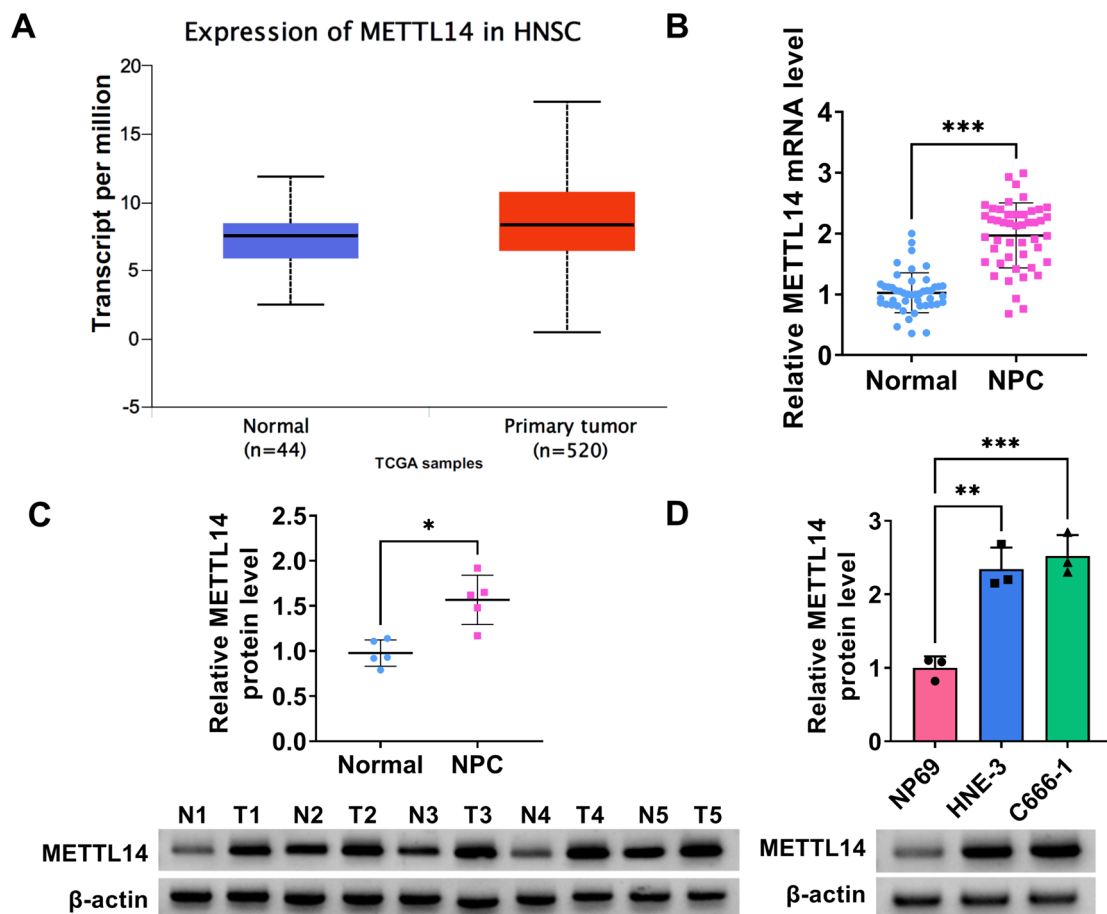 A
Expression of METTL14 in HNSC
Transcript per million
20
15
10
5
0
-5
Normal
(n=44)
Primary tumor
(n=520)
TCGA samples
B
Relative METTL14 mRNA level
4
3
2
1
0
***
Normal
NPC
C
Relative METTL14
protein level
2.5
2.0
1.5
1.0
0.5
0.0
*
Normal
NPC
N1 T1 N2 T2 N3 T3 N4 T4 N5 T5
METTL14
β-actin
D
Relative METTL14
protein level
3
2
1
0
***
**
NP69
HNE-3
C666-1
METTL14
β-actin